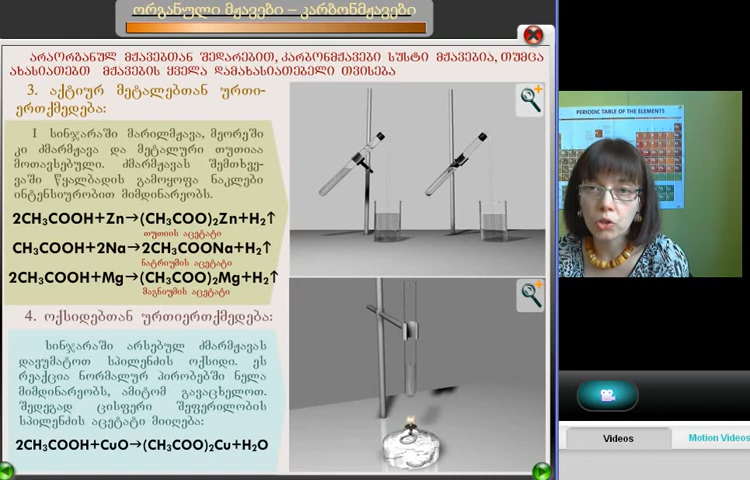 ორგანული მჟავები – კარბონმჟავები
არაორგანულ მჟავებთან შედარებით, კარბონმჟავები სუსტი მჟავებია, თუმცა
ახასიათებთ მჟავების ყველა დამახასიათებელი თვისება
3. აქტიურ მეტალებთან ურთი-
ერთქმედება:
I სინჯარაში მარილმჟავა, მეორეში
კი ძმარმჟავა და მეტალური თუთიაა
მოთავსებული. ძმარმჟავას შემთხვე-
ვაში წყალბადის გამოყოფა ნაკლები
ინტენსიურობით მიმდინარეობს.
2CH₃COOH+Zn→(CH₃COO)₂Zn+H₂↑
თუთიის აცეტატი
CH₃COOH+2Na→2CH₃COONa+H₂↑
ნატრიუმის აცეტატი
2CH₃COOH+Mg→(CH₃COO)₂Mg+H₂↑
მაგნიუმის აცეტატი
4. ოქსიდებთან ურთიერთქმედება:
სინჯარაში არსებულ ძმარმჟავას
დავუმატოთ სპილენძის ოქსიდი. ეს
რეაქცია ნორმალურ პირობებში ნელა
მიმდინარეობს, ამიტომ გავაცხელოთ.
შედეგად ცისფერი შეფერილობის
სპილენძის აცეტატი მიიღება:
2CH₃COOH+CuO→(CH₃COO)₂Cu+H₂O
PERIODIC TABLE OF THE ELEMENTS
Videos
Motion Videos